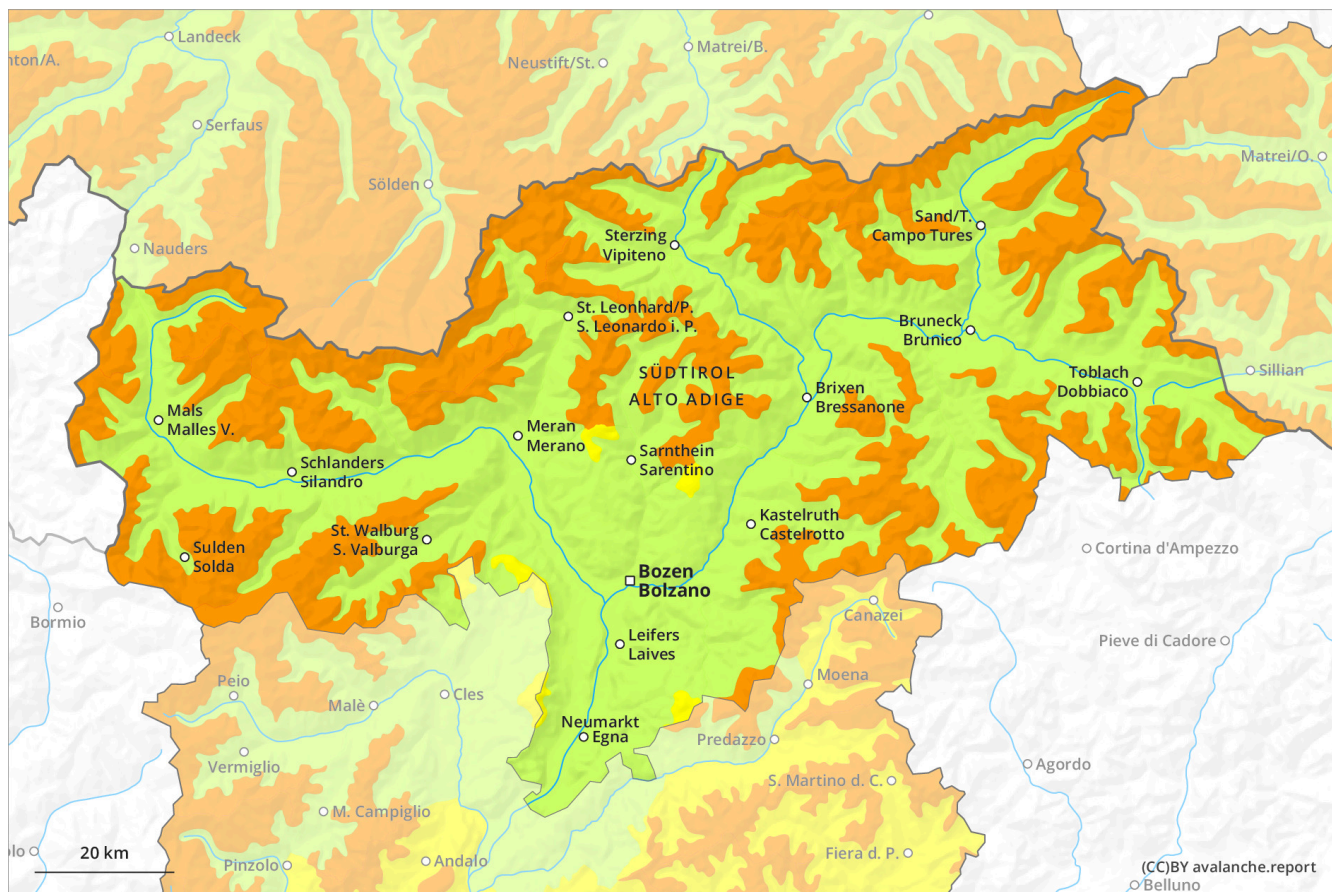 Landeck
Matrei/B.
nton/A.
Neustift/St.
Serfaus
Matrei/O.
Sölden
Sand/T.
Campo Tures
Nauders
Sterzing
Vipiteno
St. Leonhard/P.
S. Leonardo i. P.
Bruneck
Brunico
SÜDTIROL
ALTO ADIGE
Toblach
Dobbiaco
Sillian
Brixen
Bressanone
Mals
Malles V.
Meran
Merano
Sarnthein
Sarentino
Schlanders
Silandro
Kastelruth
Castelrotto
St. Walburg
S. Valburga
Sulden
Solda
Cortina d'Ampezzo
Bozen
Bolzano
Bormio
Canazei
Leifers
Laives
Pieve di Cadore
Peio
Moena
Malè
Cles
Neumarkt
Egna
Predazzo
Vermiglio
Agordo
S. Martino d. C.
M. Campiglio
olo
20 km
Pinzolo
Andalo
Fiera d. P.
(CC)BY avalanche.report
Belluno